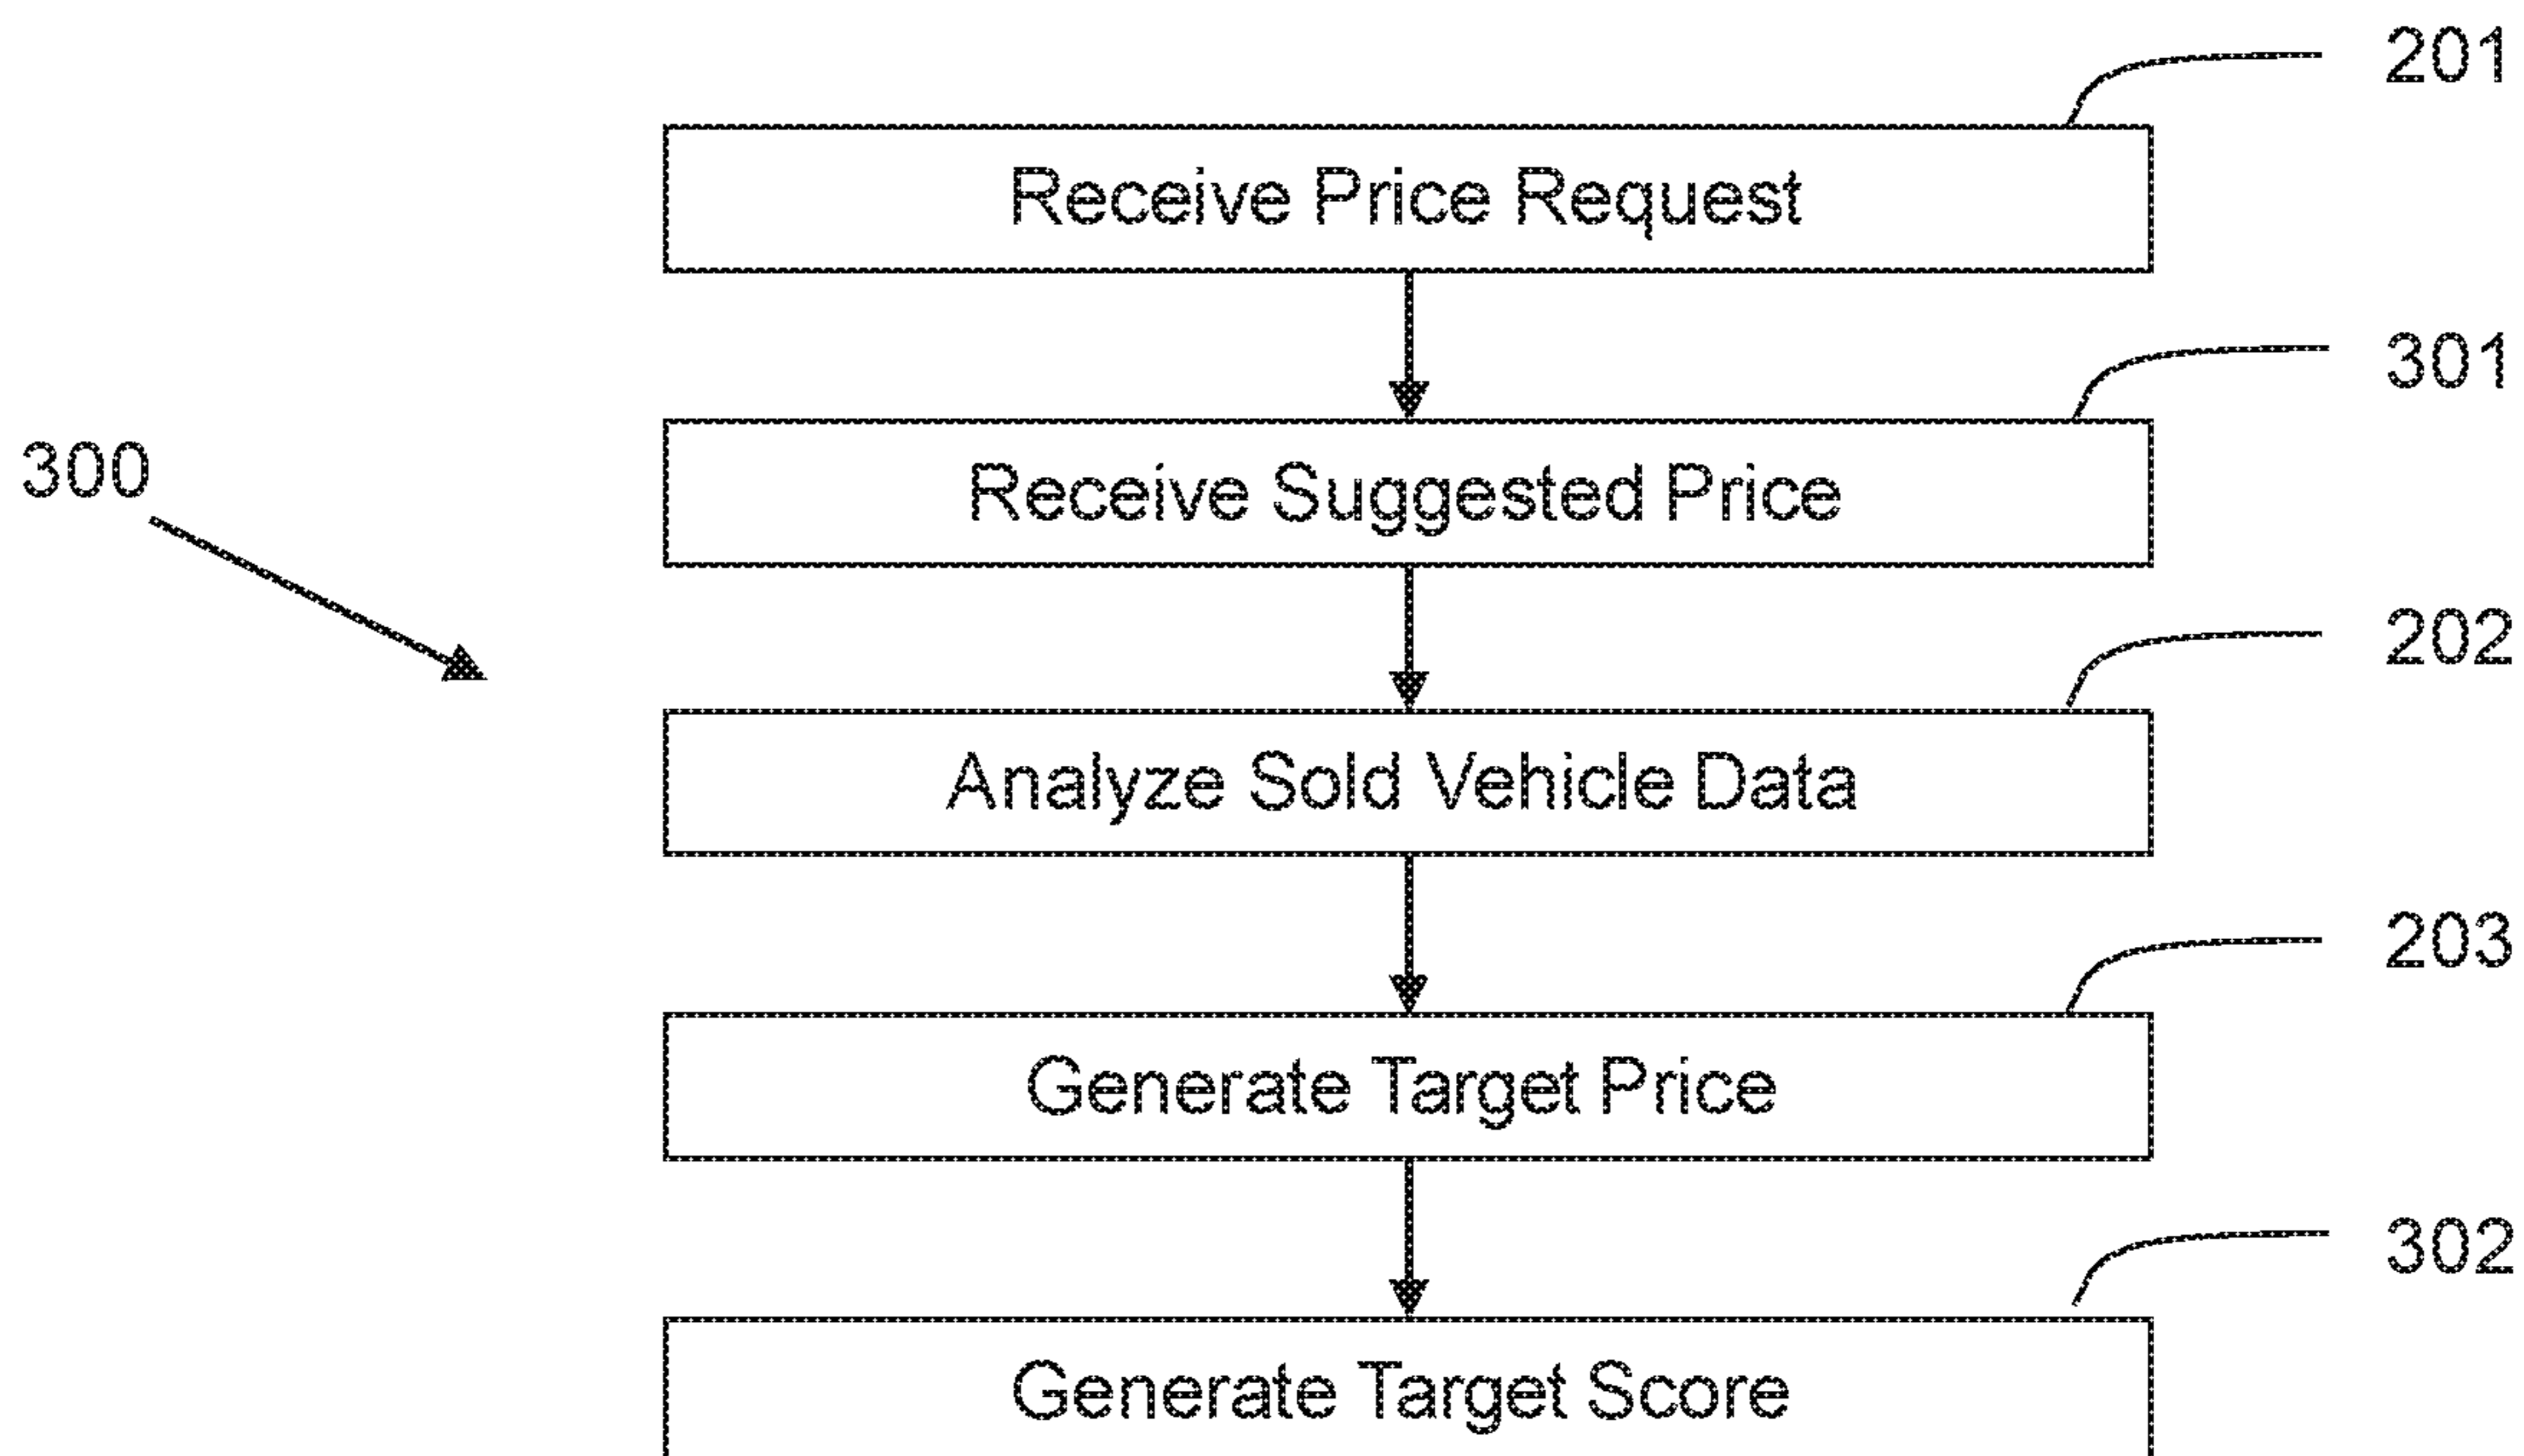 201
Receive Price Request
301
Receive Suggested Price
300
202
Analyze Sold Vehicle Data
203
Generate Target Price
302
Generate Target Score